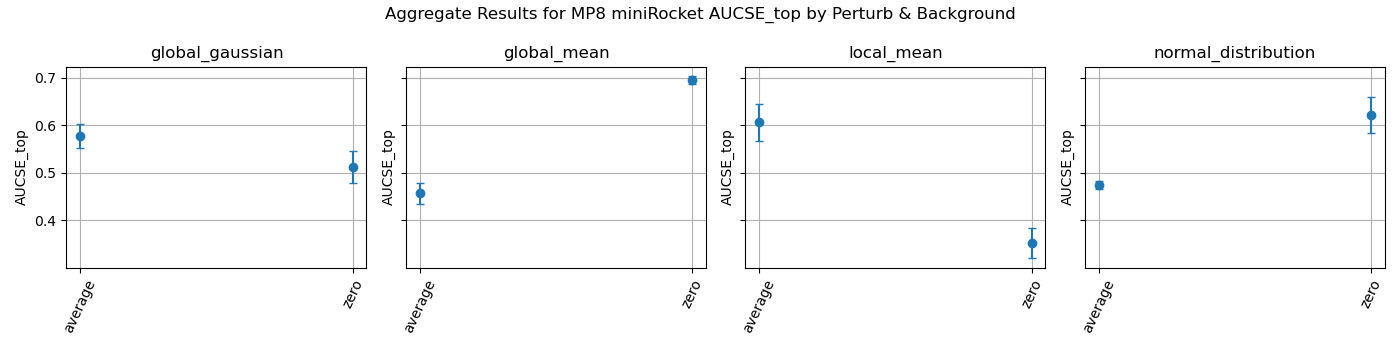 Aggregate Results for MP8 miniRocket AUCSE_top by Perturb & Background
global_gaussian
global_mean
local_mean
normal_distribution
AUCSE_top
0.7
0.6
0.5
0.4
average
zero
AUCSE_top
average
zero
AUCSE_top
average
zero
AUCSE_top
average
zero